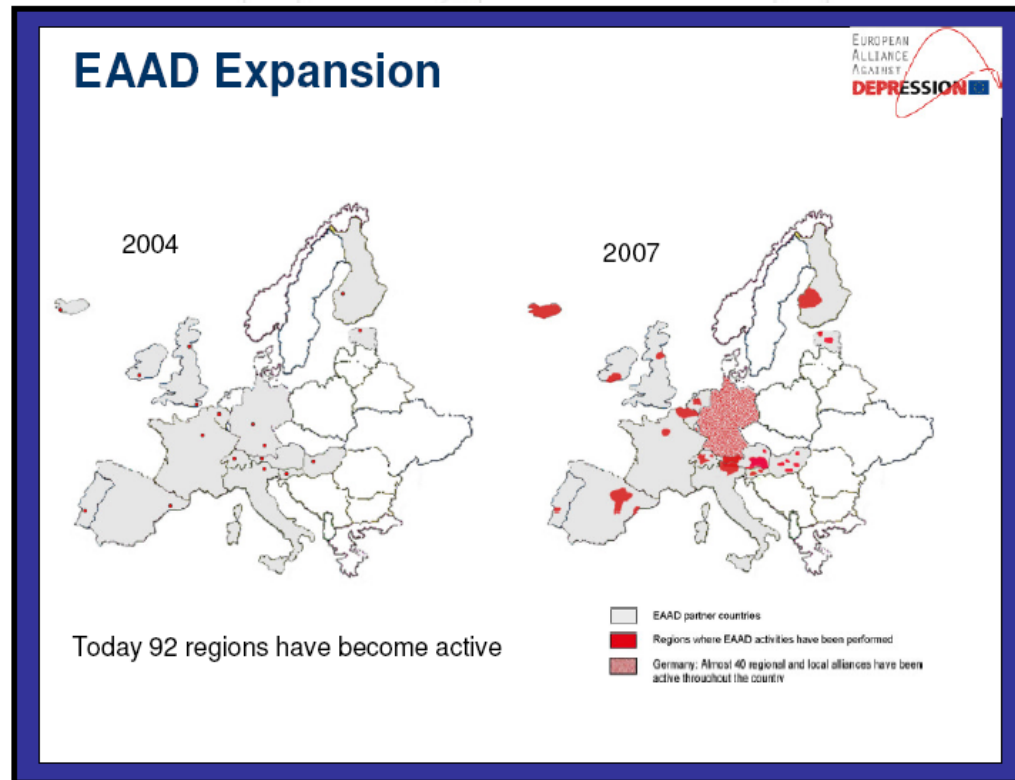 EAAD Expansion
EUROPEAN
ALLIANCE
AGAINST
DEPRESSION
2004
2007
EAAD partner countries
Regions where EAAD activities have been performed
Germany: Almost 40 regional and local alliances have been
active throughout the country
Today 92 regions have become active